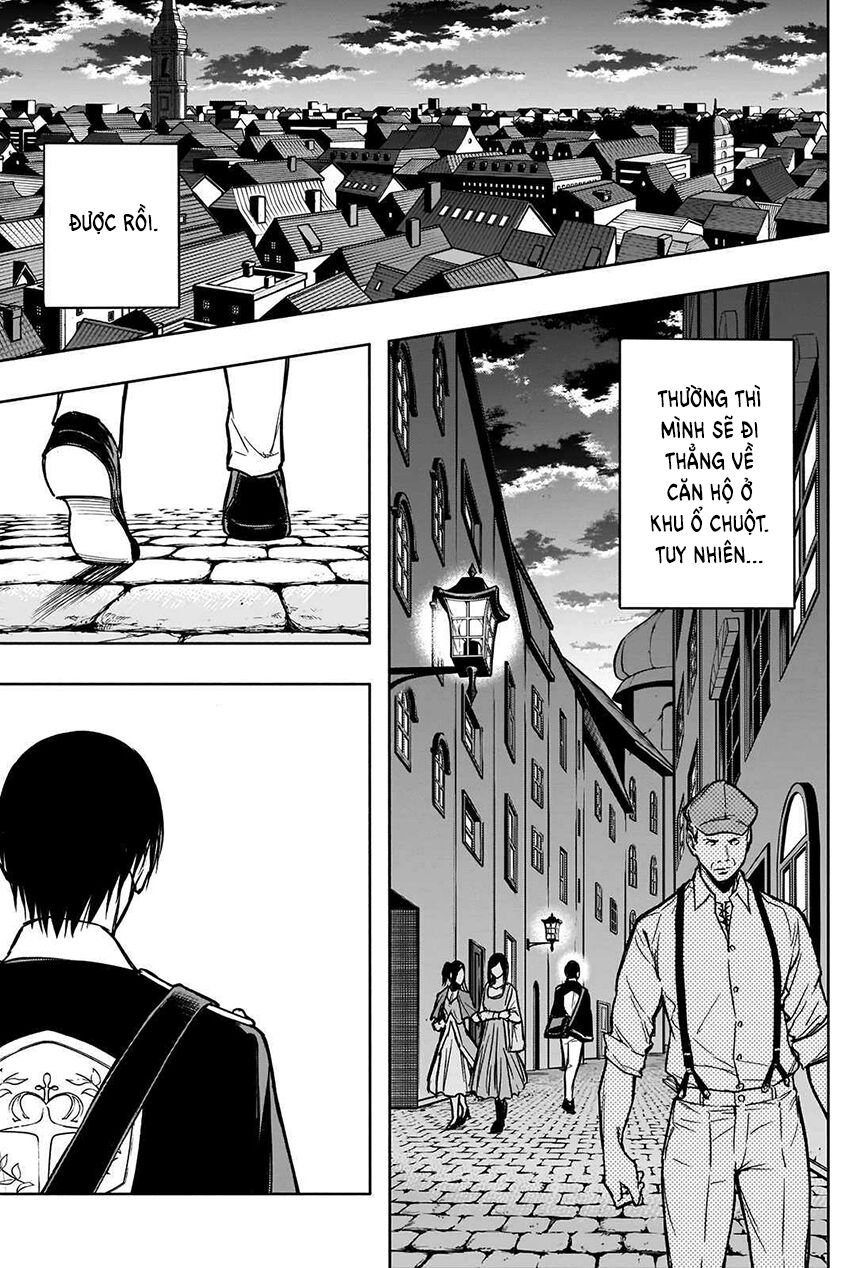 ĐƯỢC RỒI.
THƯỜNG THÌ
MÌNH SẼ ĐI
THẲNG VỀ
CĂN HỘ Ở
KHU Ổ CHUỘT.
TUY NHIÊN...